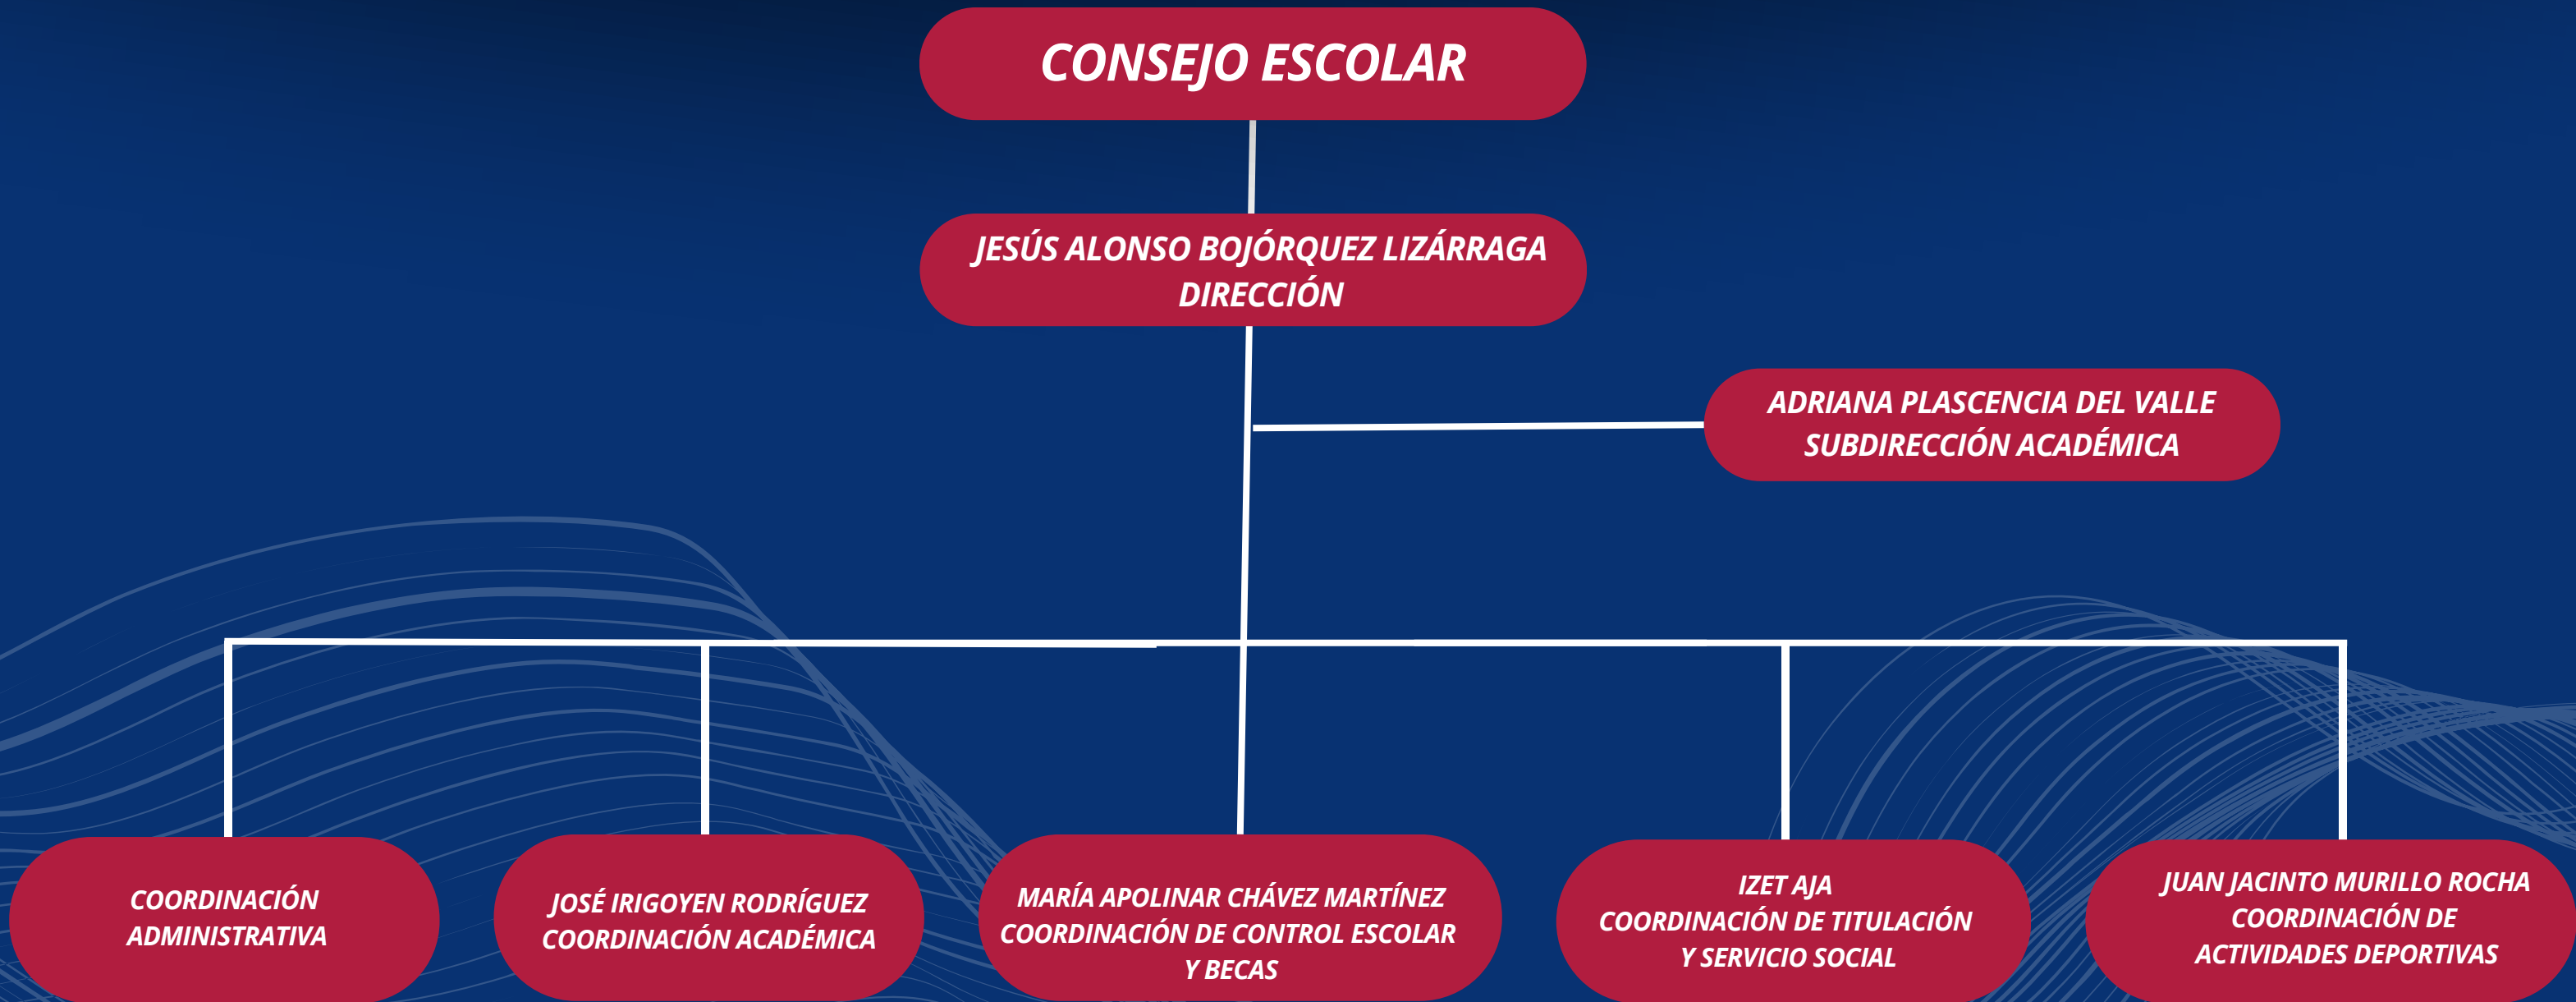 CONSEJO ESCOLAR
JESÚS ALONSO BOJÓRQUEZ LIZÁRRAGA
DIRECCIÓN
ADRIANA PLASCENCIA DEL VALLE
SUBDIRECCIÓN ACADÉMICA
COORDINACIÓN
ADMINISTRATIVA
JOSÉ IRIGOYEN RODRÍGUEZ
COORDINACIÓN ACADÉMICA
MARÍA APOLINAR CHÁVEZ MARTÍNEZ
COORDINACIÓN DE CONTROL ESCOLAR
Y BECAS
IZET AJA
COORDINACIÓN DE TITULACIÓN
Y SERVICIO SOCIAL
JUAN JACINTO MURILLO ROCHA
COORDINACIÓN DE
ACTIVIDADES DEPORTIVAS